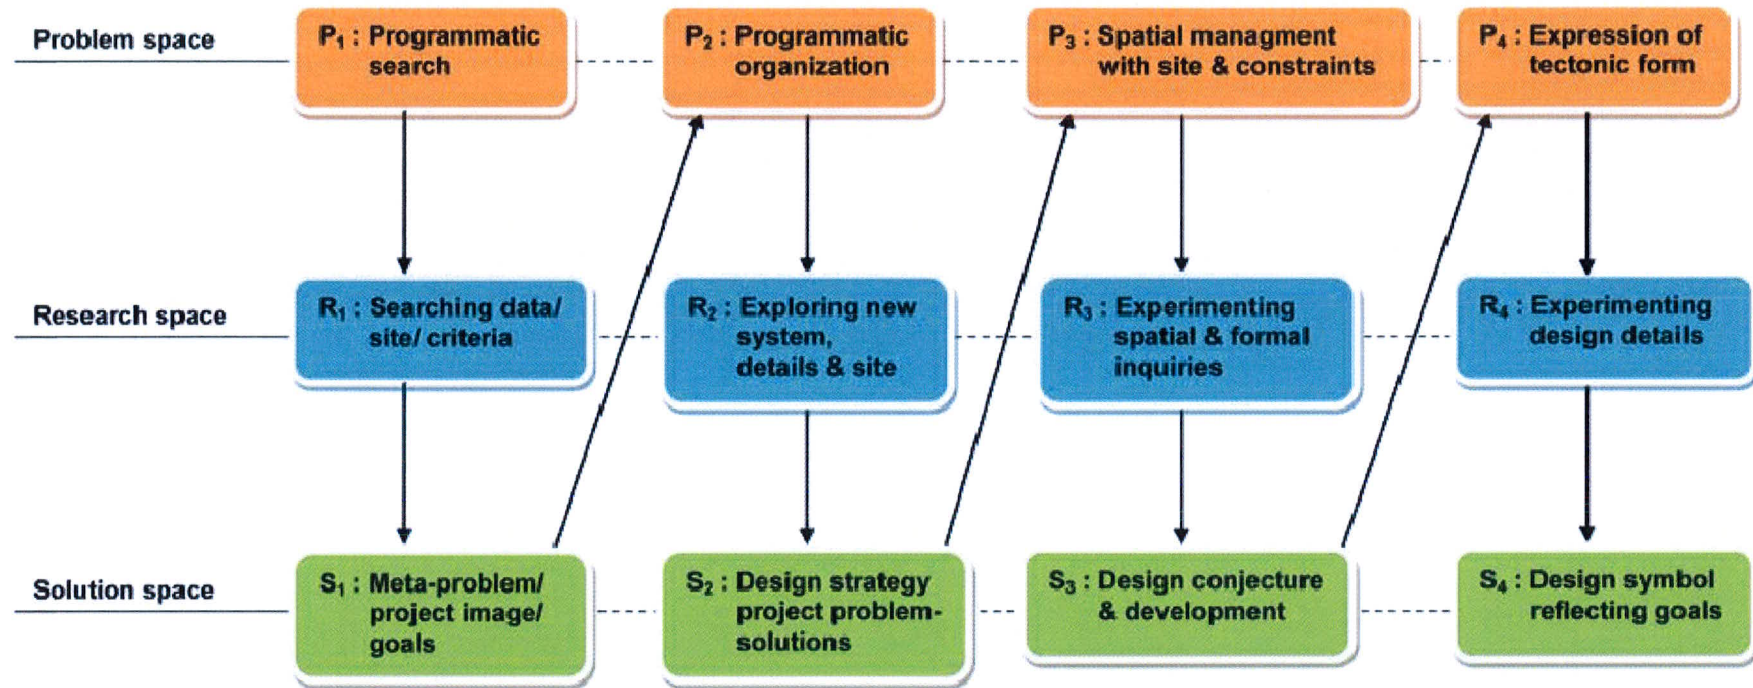 Problem space
P₁ : Programmatic
search
P₂ : Programmatic
organization
P₃ : Spatial managment
with site & constraints
P₄ : Expression of
tectonic form
Research space
R₁ : Searching data/
site/ criteria
R₂ : Exploring new
system,
details & site
R₃ : Experimenting
spatial & formal
inquiries
R₄ : Experimenting
design details
Solution space
S₁ : Meta-problem/
project image/
goals
S₂ : Design strategy
project problem-
solutions
S₃ : Design conjecture
& development
S₄ : Design symbol
reflecting goals